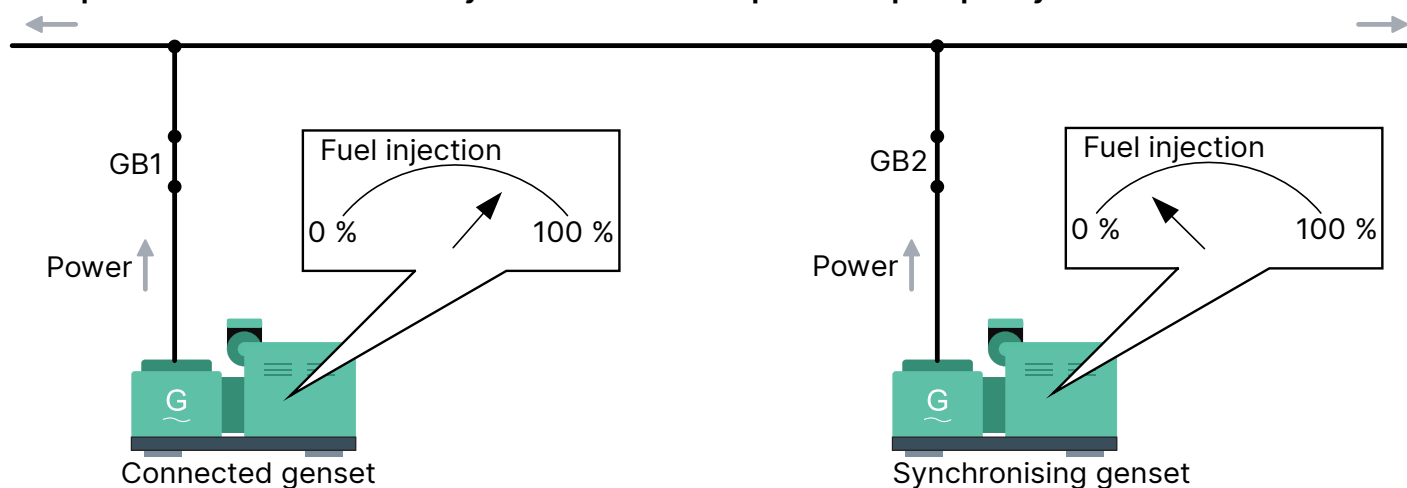 GB1
Fuel injection
0 %
100 %
Power
G
Connected genset
GB2
Fuel injection
0 %
100 %
Power
G
Synchronising genset